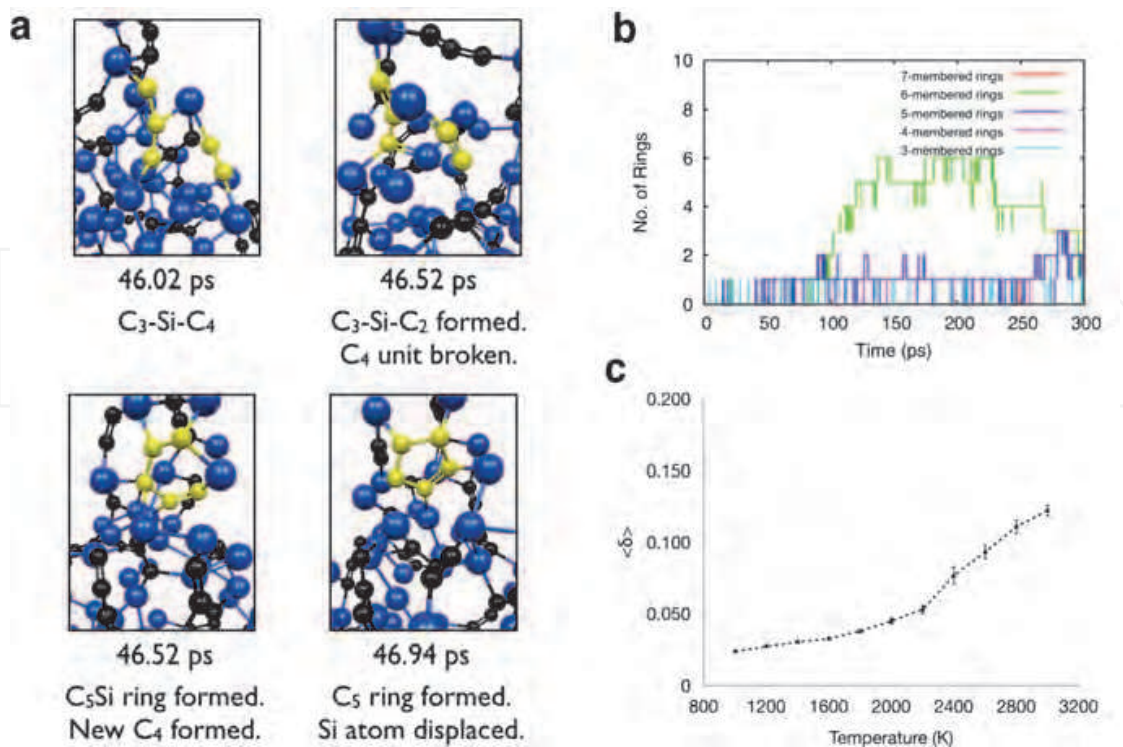 a
46.02 ps
C₃-Si-C₄
46.52 ps
C₃-Si-C₂ formed.
C₄ unit broken.
46.52 ps
C₅Si ring formed.
New C₄ formed.
46.94 ps
C₅ ring formed.
Si atom displaced.
b
10
8
6
4
2
0
No. of Rings
7-membered rings
6-membered rings
5-membered rings
4-membered rings
3-membered rings
0 50 100 150 200 250 300
Time (ps)
c
0.200
0.150
0.100
0.050
0
<δ>
800 1200 1600 2000 2400 2800 3200
Temperature (K)